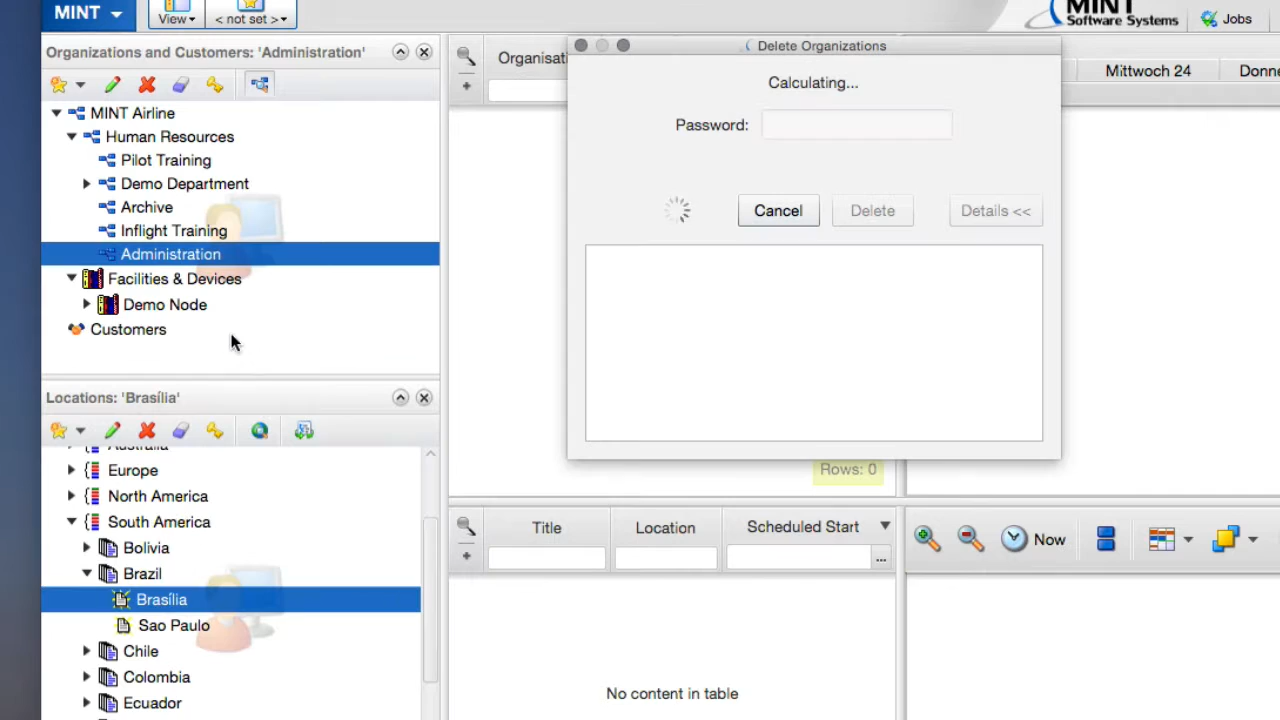 MINT
View
< not set >
MINT
Software Systems
Jobs
Organizations and Customers: 'Administration'
MINT Airline
Human Resources
Pilot Training
Demo Department
Archive
Inflight Training
Administration
Facilities & Devices
Demo Node
Customers
Locations: 'Brasília'
Europe
North America
South America
Bolivia
Brazil
Brasília
Sao Paulo
Chile
Colombia
Ecuador
Organisati
Delete Organizations
Calculating...
Password:
Cancel
Delete
Details <<
Mittwoch 24
Donne
Rows: 0
Title
Location
Scheduled Start
...
Now
No content in table